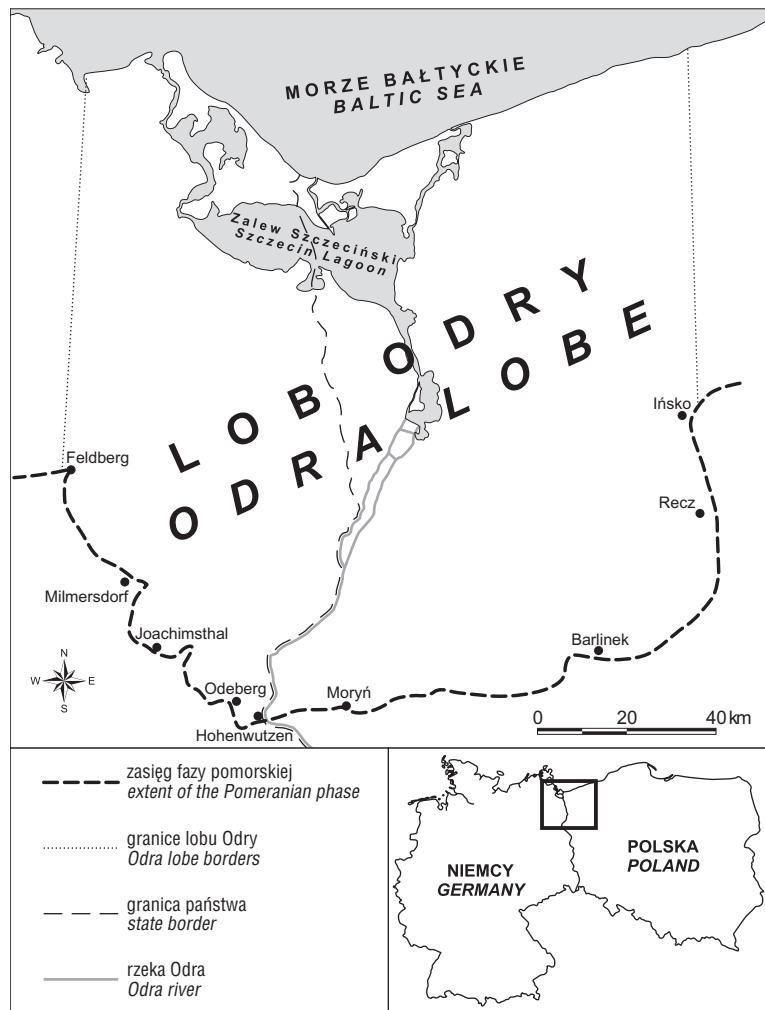 MORZE BAŁTYCKIE
BALTIC SEA
Zalew Szczeciński
Szczecin Lagoon
LOB ODRY
ODRA LOBE
Ińsko
Feldberg
Recz
Milmersdorf
Joachimsthal
Barlinek
N
W E
S
Odeberg
Moryń
Hohenwutzen
0 20 40 km
zasięg fazy pomorskiej
extent of the Pomeranian phase
granice lobu Odry
Odra lobe borders
granica państwa
state border
rzeka Odra
Odra river
NIEMCY
GERMANY
POLSKA
POLAND